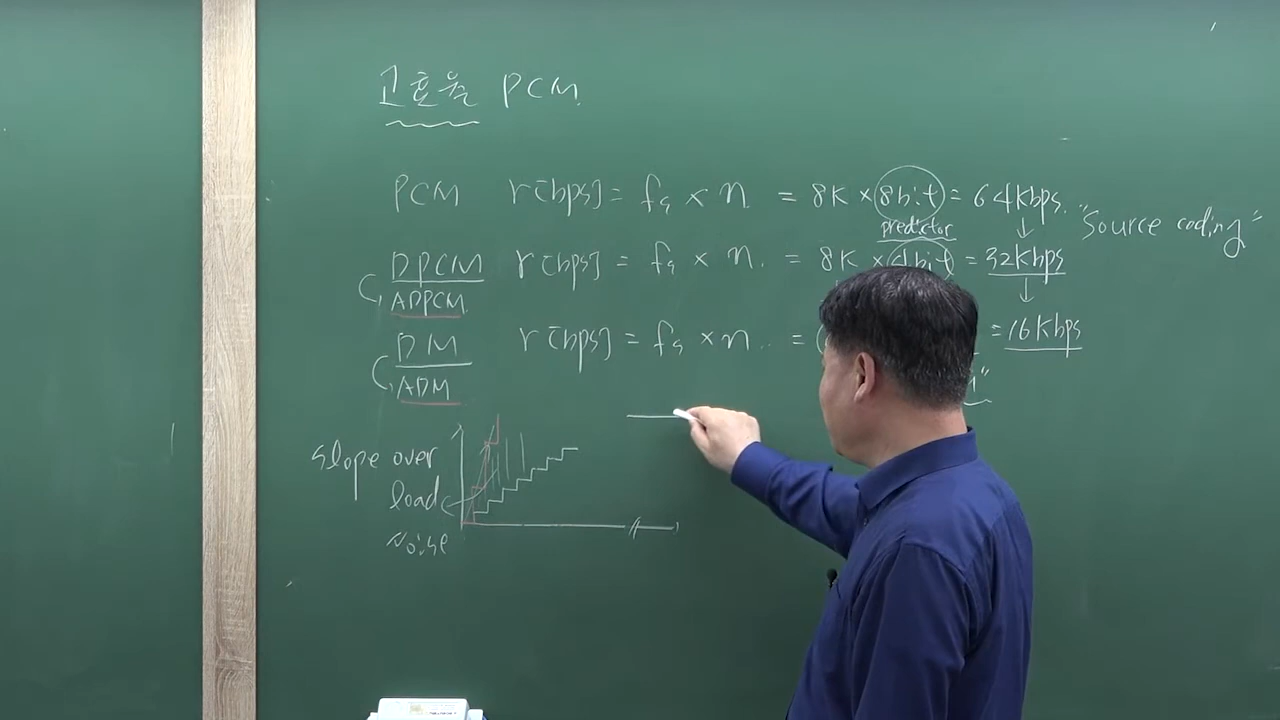 고효율 PCM
PCM r[bps] = fs × n = 8K × 8bit = 64Kbps.
"Source coding"
predictor
DPCM r[bps] = fs × n. = 8K × 4bit = 32Kbps
ADPCM
DM r[bps] = fs × n.. = = 16Kbps
ADM
Slope over
load
Noise